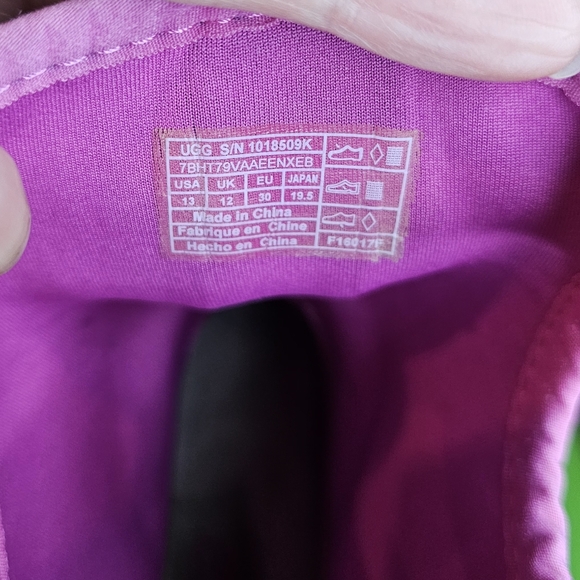 UGG S/N 1018509K
7BHT79VAAEENXEB
USA UK EU JAPAN
13 12 30 19.5
Made in China
Fabrique en Chine
Hecho en China
F16017F